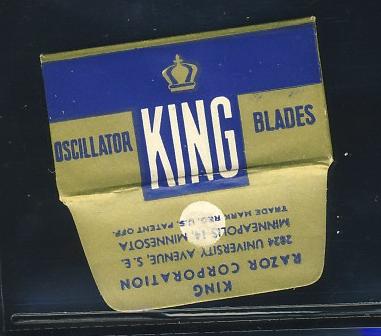 OSCILLATOR KING BLADES
KING
RAZOR CORPORATION
2824 UNIVERSITY AVENUE, S. E.
MINNEAPOLIS 14, MINNESOTA
TRADE MARK REG. U.S. PATENT OFF.